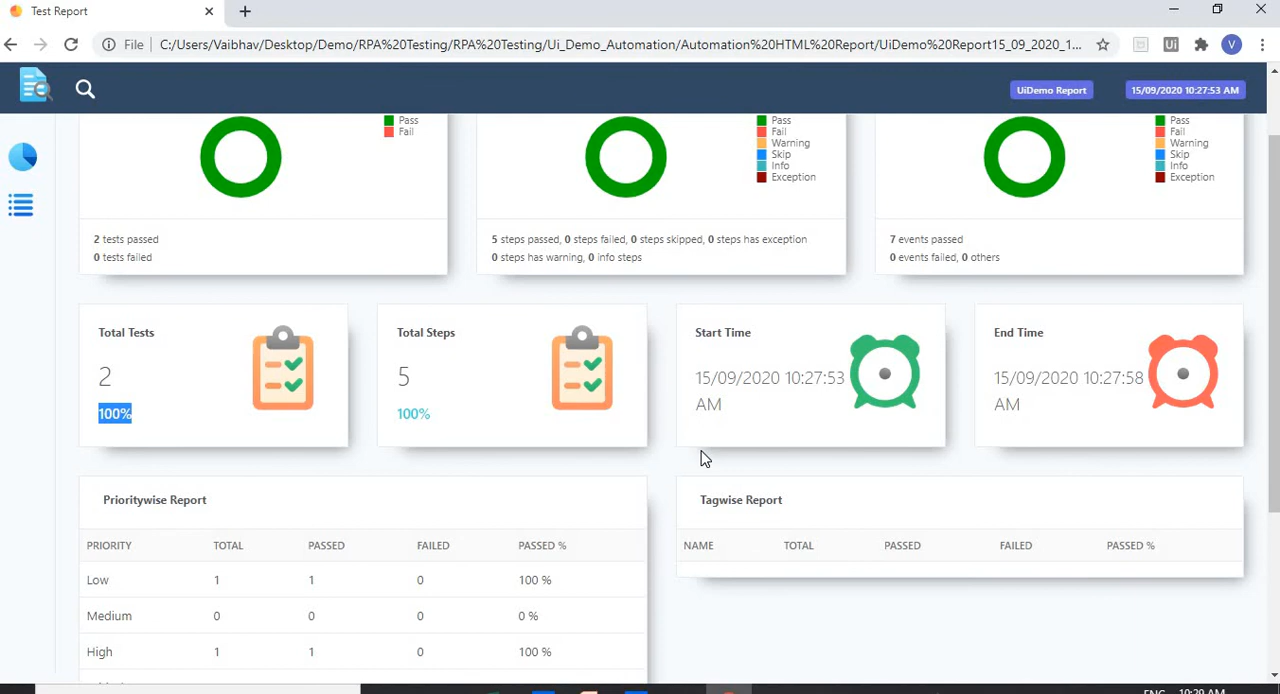 Test Report
File C:/Users/Vaibhav/Desktop/Demo/RPA%20Testing/RPA%20Testing/Ui_Demo_Automation/Automation%20HTML%20Report/UiDemo%20Report15_09_2020_1... Ui V
UiDemo Report 15/09/2020 10:27:53 AM
Pass
Fail
Pass
Fail
Warning
Skip
Info
Exception
Pass
Fail
Warning
Skip
Info
Exception
2 tests passed
0 tests failed
5 steps passed, 0 steps failed, 0 steps skipped, 0 steps has exception
0 steps has warning, 0 info steps
7 events passed
0 events failed, 0 others
Total Tests
2
100%
Total Steps
5
100%
Start Time
15/09/2020 10:27:53
AM
End Time
15/09/2020 10:27:58
AM
Prioritywise Report
PRIORITY TOTAL PASSED FAILED PASSED %
Low 1 1 0 100 %
Medium 0 0 0 0 %
High 1 1 0 100 %
Tagwise Report
NAME TOTAL PASSED FAILED PASSED %
ENG 10:29 AM